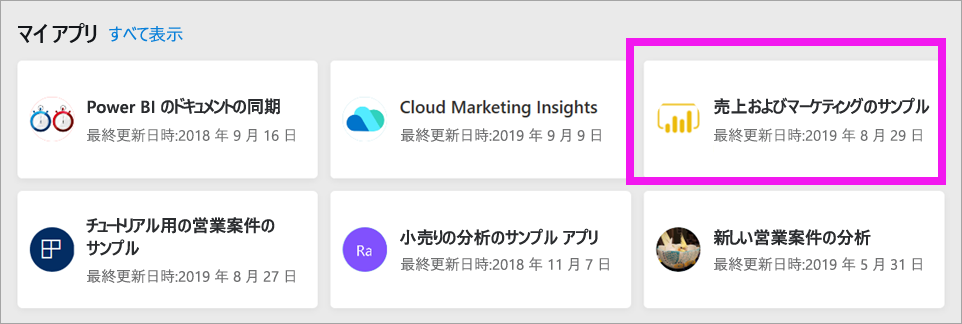 マイ アプリ すべて表示
Power BI のドキュメントの同期
最終更新日時:2018 年 9 月 16 日
Cloud Marketing Insights
最終更新日時:2019 年 9 月 9 日
売上およびマーケティングのサンプル
最終更新日時:2019 年 8 月 29 日
チュートリアル用の営業案件の
サンプル
最終更新日時:2019 年 8 月 27 日
Ra
小売りの分析のサンプル アプリ
最終更新日時:2018 年 11 月 7 日
新しい営業案件の分析
最終更新日時:2019 年 5 月 31 日